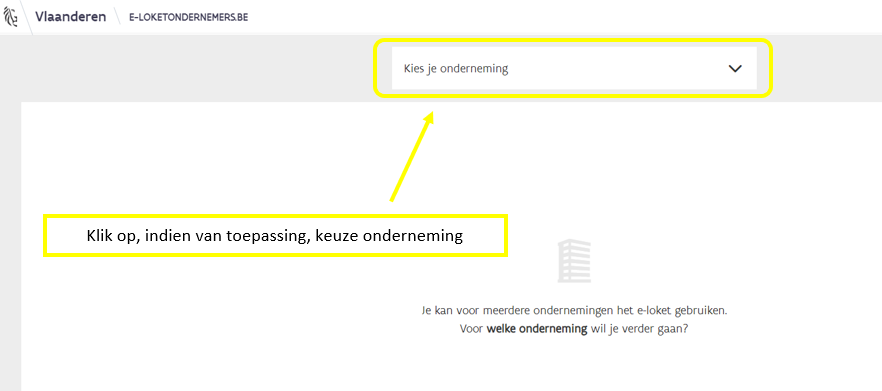 Vlaanderen
E-LOKETONDERNEMERS.BE
Kies je onderneming
Klik op, indien van toepassing, keuze onderneming
Je kan voor meerdere ondernemingen het e-loket gebruiken.
Voor welke onderneming wil je verder gaan?